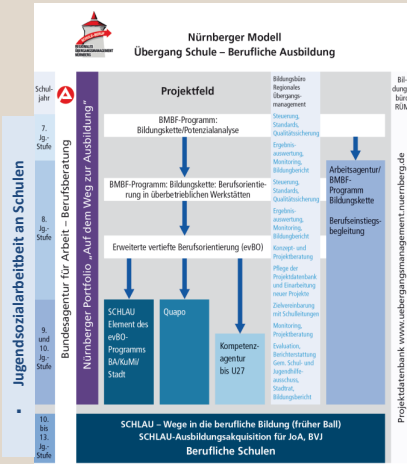 REGIONALES
ÜBERGANGSMANAGEMENT
NÜRNBERG
Nürnberger Modell
Übergang Schule – Berufliche Ausbildung
Schul-
jahr
Projektfeld
Bildungsbüro
Regionales
Übergangs-
management
Bil-
dung
büro
RÜM
7.
Jg.-
Stufe
8.
Jg.-
Stufe
9.
und
10.
Jg.-
Stufe
10.
bis
13.
Jg.-
Stufe
Jugendsozialarbeit an Schulen
Bundesagentur für Arbeit – Berufsberatung
Nürnberger Portfolio „Auf dem Weg zur Ausbildung“
BMBF-Programm:
Bildungskette/Potenzialanalyse
BMBF-Programm: Bildungskette: Berufsorientie-
rung in überbetrieblichen Werkstätten
Erweiterte vertiefte Berufsorientierung (evBO)
SCHLAU
Element des
evBO-
Programms
BA/KuMi/
Stadt
Quapo
Kompetenz-
agentur
bis U27
Steuerung,
Standards,
Qualitätssicherung
Ergebnis-
auswertung,
Monitoring,
Bildungbericht
Steuerung,
Standards,
Qualitätssicherung
Ergebnis-
auswertung,
Monitoring,
Bildungbericht
Konzept- und
Projektberatung
Pflege der
Projektdatenbank
und Einarbeitung
neuer Projekte
Zielvereinbarung
mit Schulleitungen
Monitoring,
Projektberatung
Evaluation,
Berichterstattung
Gem. Schul- und
Jugendhilfe-
ausschuss,
Stadtrat,
Bildungsbericht
Arbeitsagentur/
BMBF-
Programm
Bildungskette
Berufseinstiegs-
begleitung
Projektdatenbank www.uebergangsmanagement.nuernberg.de
SCHLAU – Wege in die berufliche Bildung (früher Ball)
SCHLAU-Ausbildungsakquisition für JoA, BVJ
Berufliche Schulen